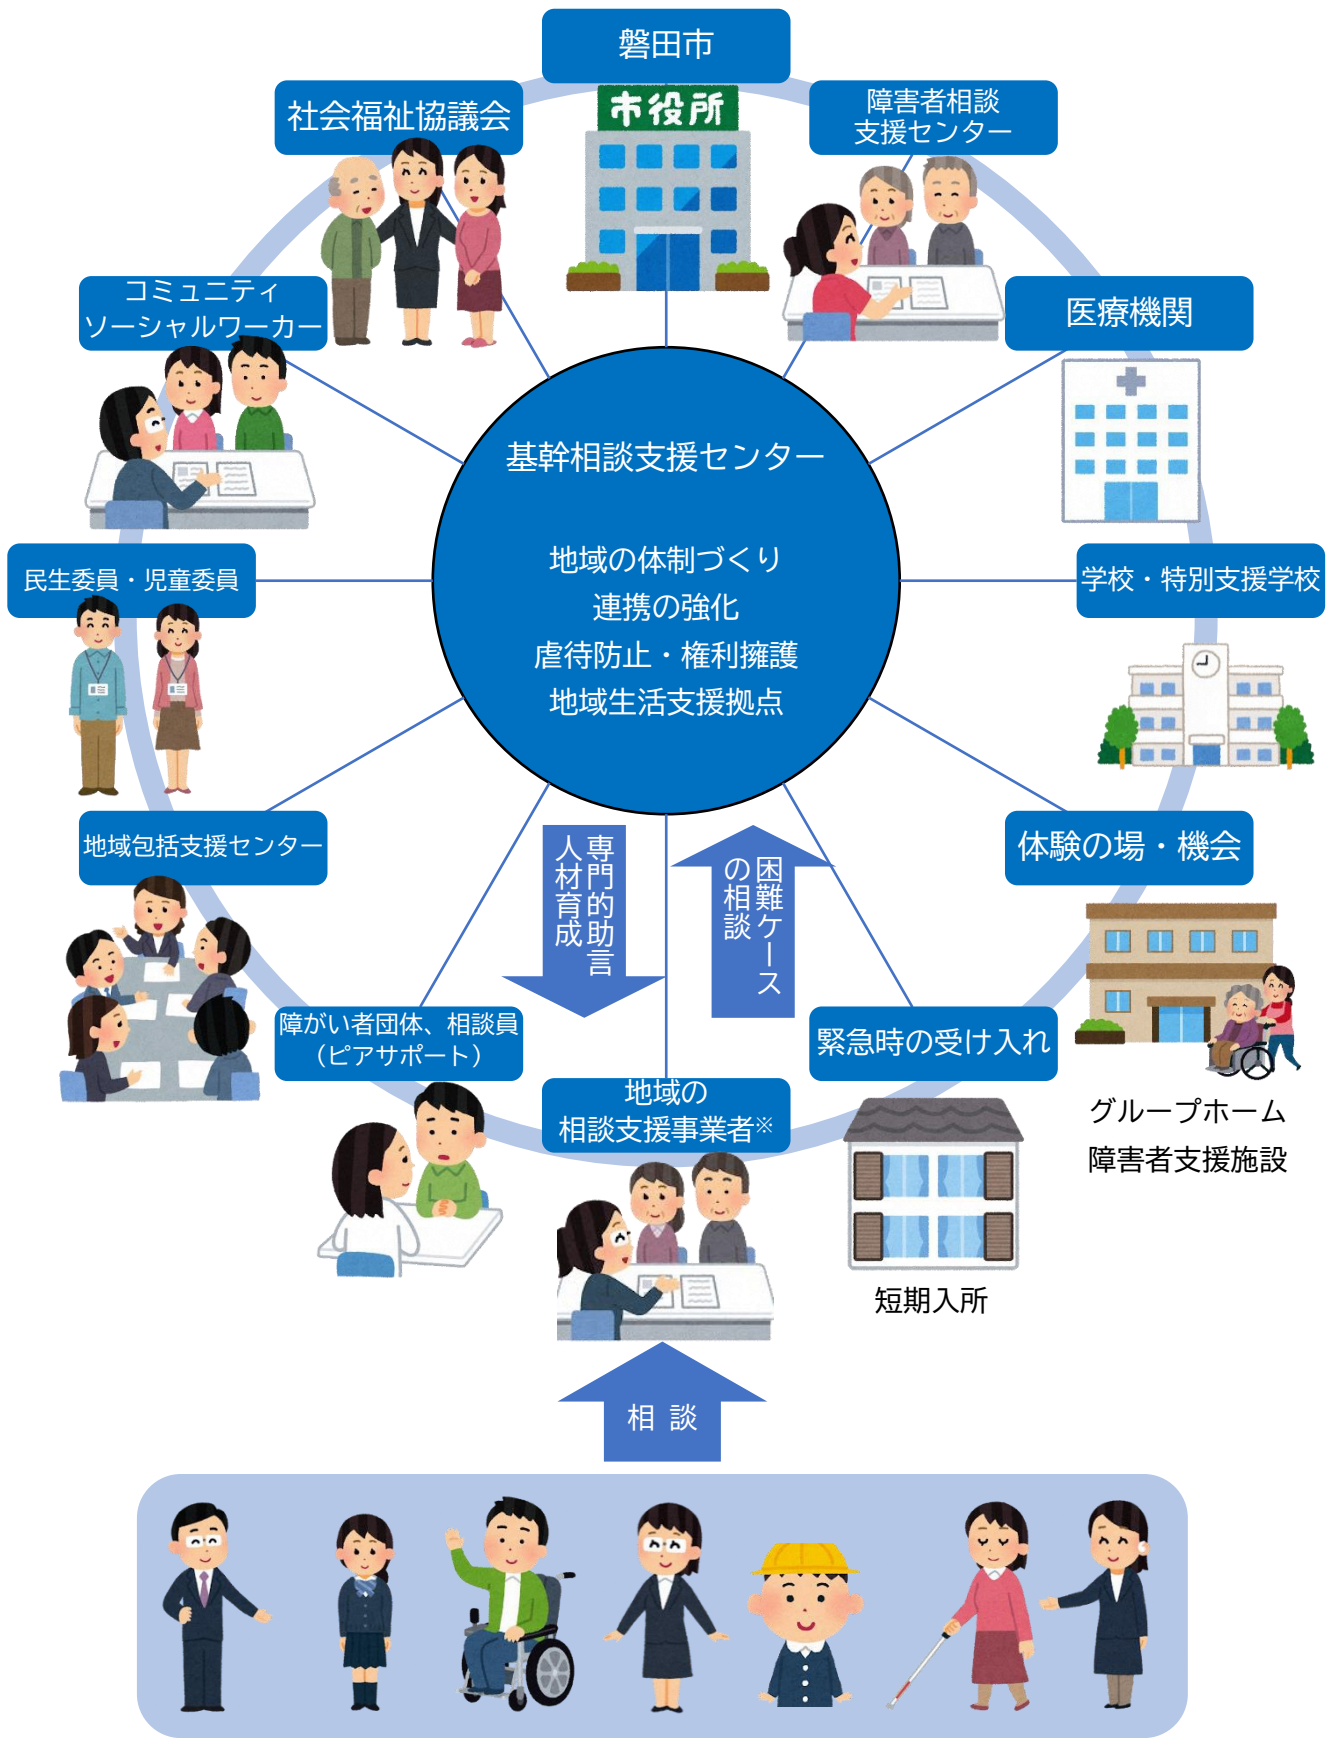 磐田市
市役所
社会福祉協議会
障害者相談
支援センター
コミュニティ
ソーシャルワーカー
医療機関
基幹相談支援センター
地域の体制づくり
連携の強化
虐待防止・権利擁護
地域生活支援拠点
民生委員・児童委員
学校・特別支援学校
地域包括支援センター
体験の場・機会
専門的助言
人材育成
困難ケース
の相談
障がい者団体、相談員
（ピアサポート）
緊急時の受け入れ
地域の
相談支援事業者※
グループホーム
障害者支援施設
短期入所
相 談